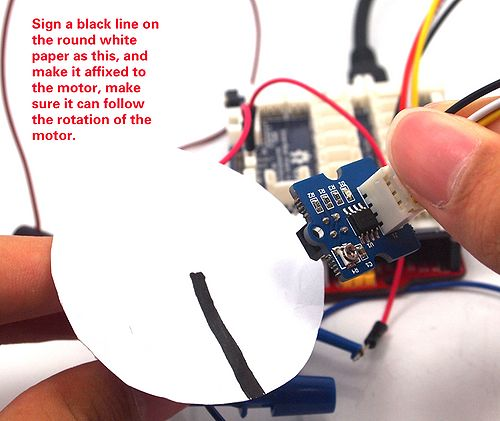 Sign a black line on
the round white
paper as this, and
make it affixed to
the motor, make
sure it can follow
the rotation of the
motor.